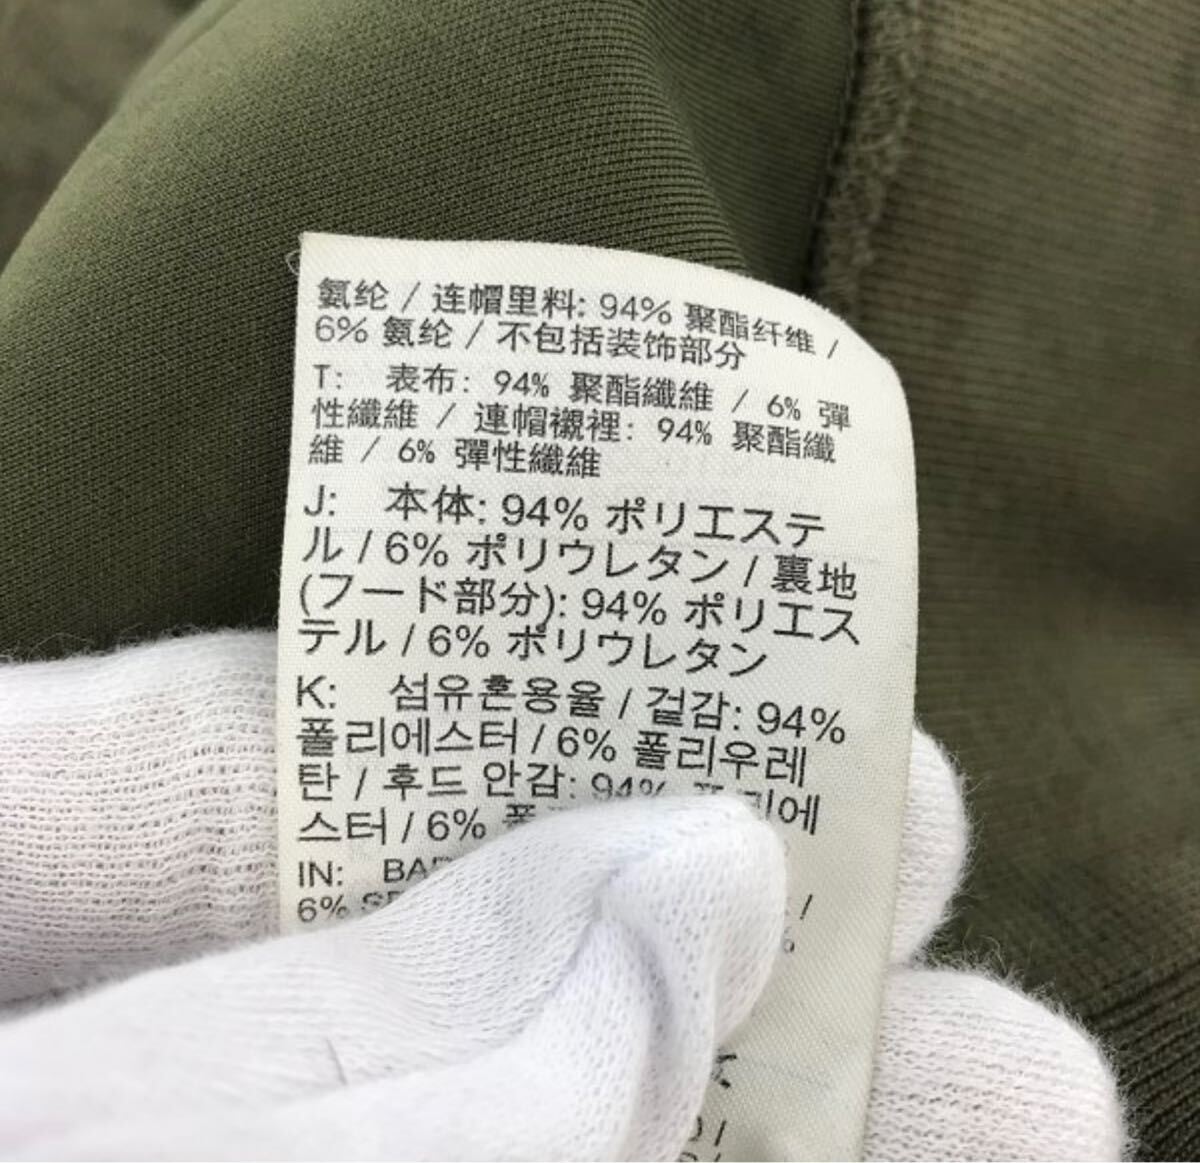 氨纶 / 连帽里料: 94% 聚酯纤维 /
6% 氨纶 / 不包括装饰部分
T: 表布: 94% 聚酯纖維 / 6% 彈
性纖維 / 連帽襯裡: 94% 聚酯纖
維 / 6% 彈性纖維
J: 本体: 94% ポリエステ
ル / 6% ポリウレタン / 裏地
(フード部分): 94% ポリエス
テル / 6% ポリウレタン
K: 섬유혼용율 / 겉감: 94%
폴리에스터 / 6% 폴리우레
탄 / 후드 안감: 94%
스터 / 6%
IN:
6%